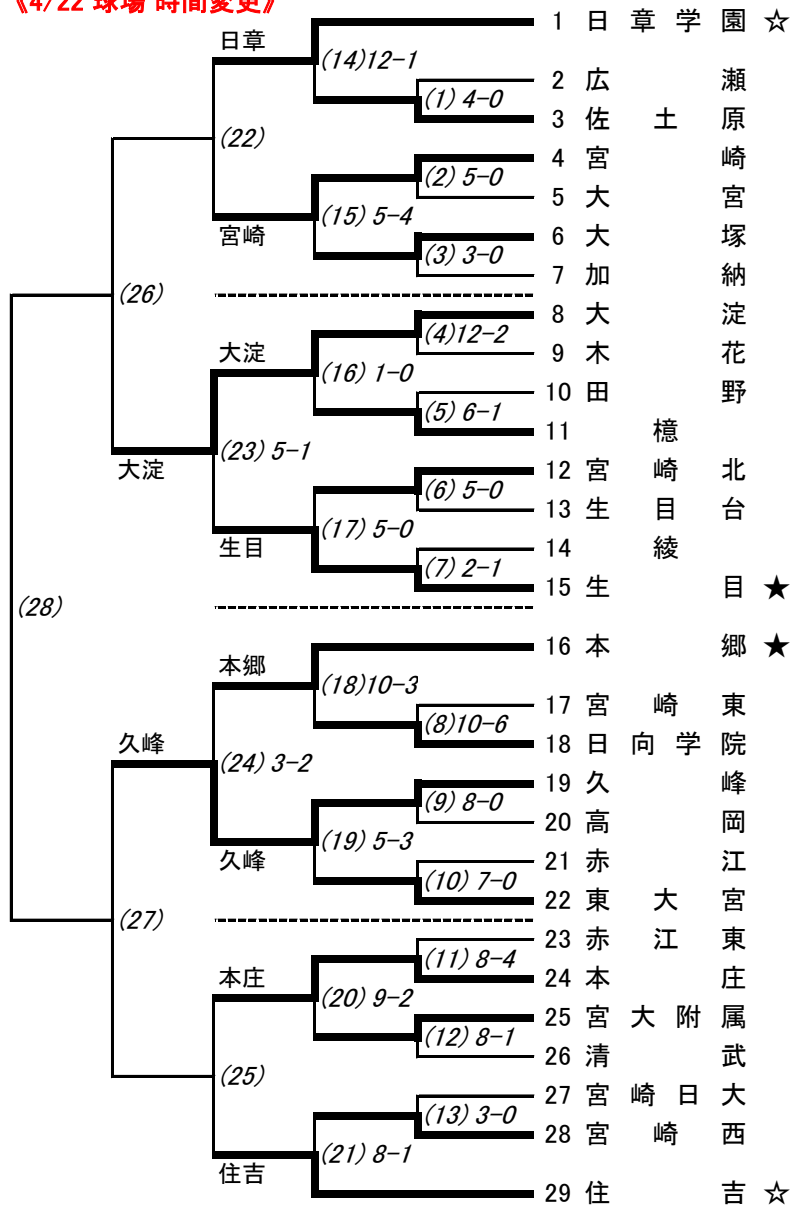 《4/22 球場 時間変更》
1 日章学園 ☆
日章
(14)12-1
2 広瀬
(1) 4-0
3 佐土原
(22)
4 宮崎
(2) 5-0
5 大宮
(15) 5-4
宮崎
6 大塚
(3) 3-0
7 加納
(26)
8 大淀
(4)12-2
9 木花
大淀
(16) 1-0
10 田野
(5) 6-1
11 檍
(23) 5-1
大淀
12 宮崎北
(6) 5-0
13 生目台
(17) 5-0
生目
14 綾
(7) 2-1
15 生目 ★
(28)
16 本郷 ★
本郷
(18)10-3
17 宮崎東
(8)10-6
18 日向学院
久峰
(24) 3-2
19 久峰
(9) 8-0
20 高岡
(19) 5-3
久峰
21 赤江
(10) 7-0
22 東大宮
(27)
23 赤江東
(11) 8-4
24 本庄
本庄
(20) 9-2
25 宮大附属
(12) 8-1
26 清武
(25)
27 宮崎日大
(13) 3-0
28 宮崎西
(21) 8-1
住吉
29 住吉 ☆